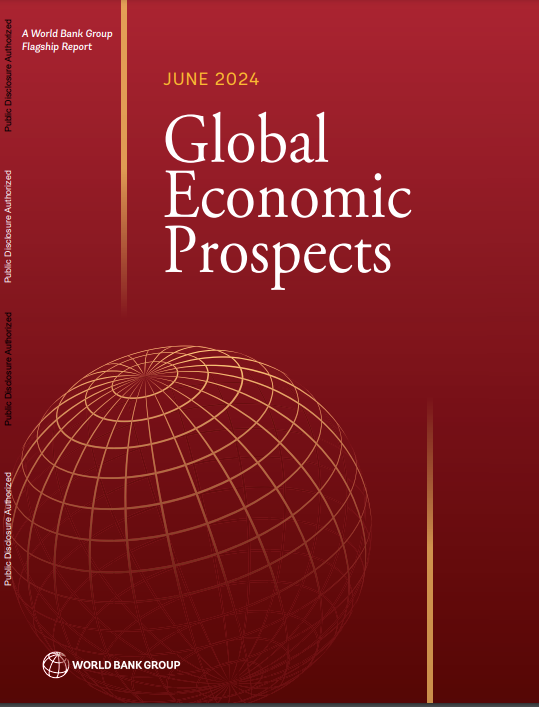 A World Bank Group
Flagship Report
JUNE 2024
Global
Economic
Prospects
WORLD BANK GROUP
Public Disclosure Authorized
Public Disclosure Authorized
Public Disclosure Authorized
Public Disclosure Authorized